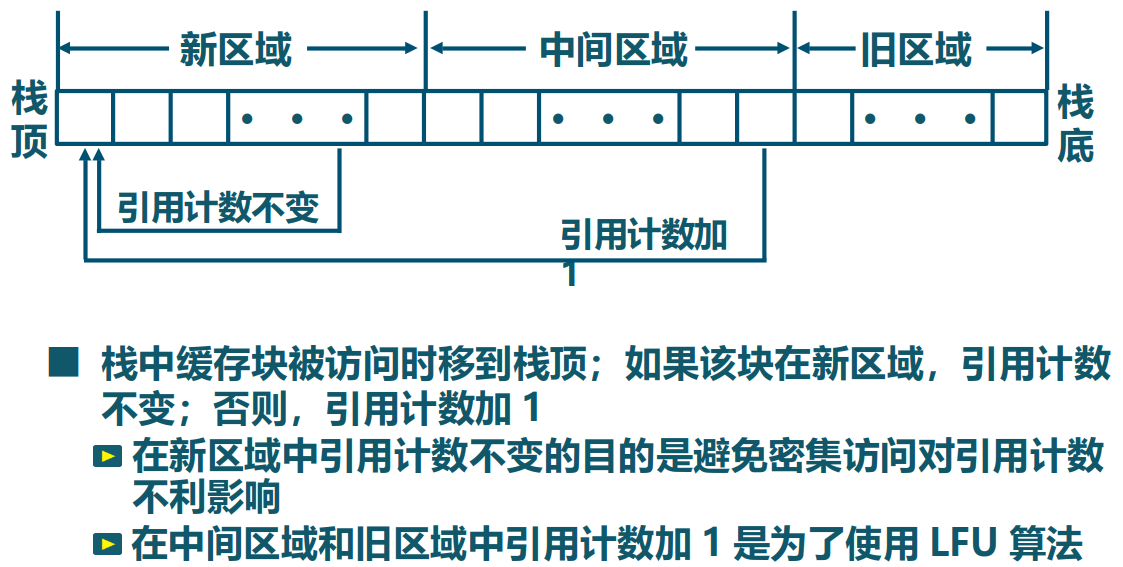 新区域 中间区域 旧区域
栈顶
栈底
引用计数不变
引用计数加
1
栈中缓存块被访问时移到栈顶；如果该块在新区域，引用计数
不变；否则，引用计数加 1
在新区域中引用计数不变的目的是避免密集访问对引用计数
不利影响
在中间区域和旧区域中引用计数加 1 是为了使用 LFU 算法